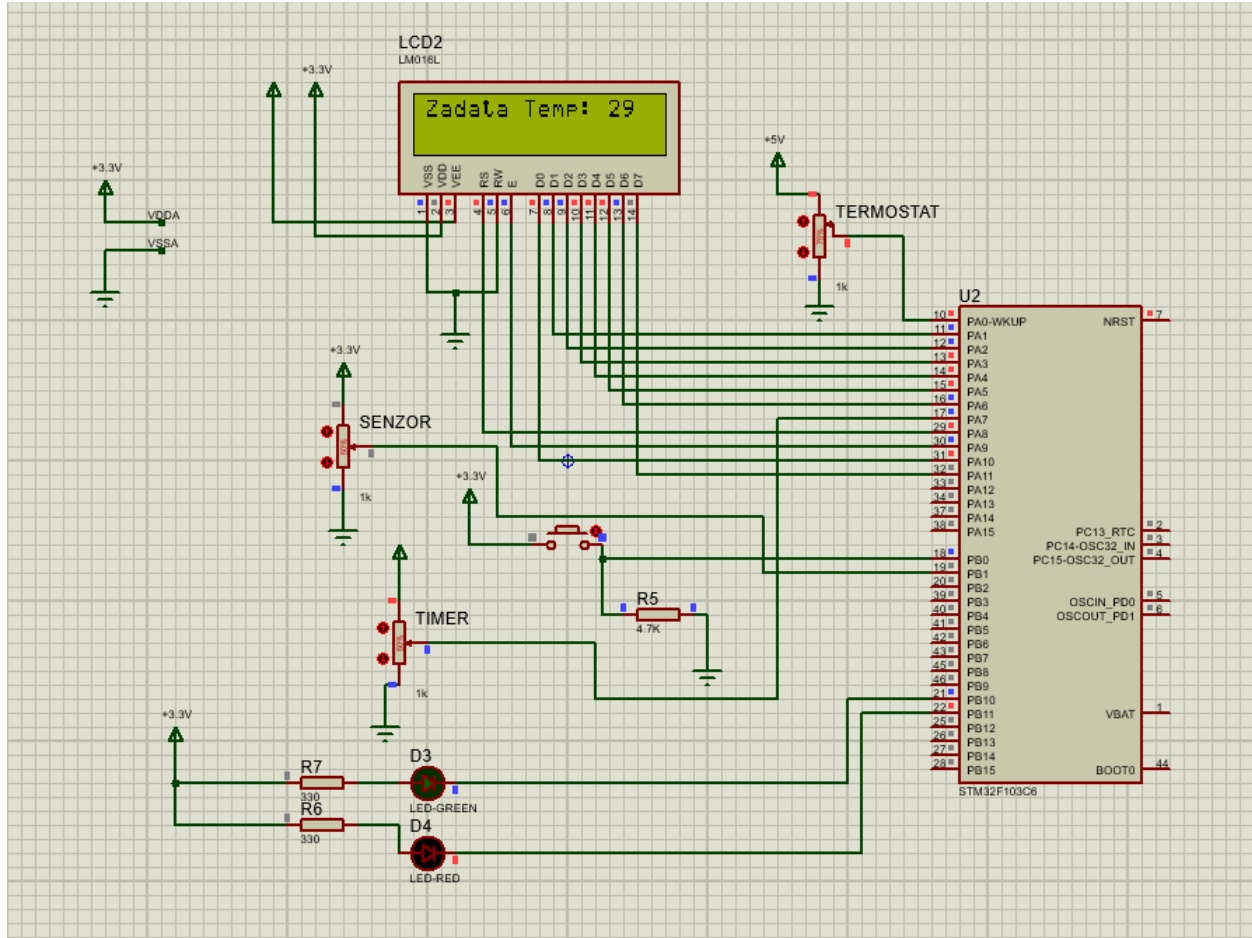 LCD2
LM016L
+3.3V
Zadata Temp: 29
VSS
VDD
VEE
RS
RW
E
D0
D1
D2
D3
D4
D5
D6
D7
1
2
3
4
5
6
7
8
9
10
11
12
13
14
+3.3V
VDDA
VSSA
+5V
TERMOSTAT
1k
+3.3V
SENZOR
50%
1k
+3.3V
TIMER
50%
1k
R5
4.7K
+3.3V
R7
330
D3
LED-GREEN
R6
330
D4
LED-RED
U2
10 PA0-WKUP
11 PA1
12 PA2
13 PA3
14 PA4
15 PA5
16 PA6
17 PA7
29 PA8
30 PA9
31 PA10
32 PA11
33 PA12
34 PA13
37 PA14
38 PA15
18 PB0
19 PB1
20 PB2
39 PB3
40 PB4
41 PB5
42 PB6
43 PB7
45 PB8
46 PB9
21 PB10
22 PB11
25 PB12
26 PB13
27 PB14
28 PB15
NRST 7
PC13_RTC 2
PC14-OSC32_IN 3
PC15-OSC32_OUT 4
OSCIN_PD0 5
OSCOUT_PD1 6
VBAT 1
BOOT0 44
STM32F103C6